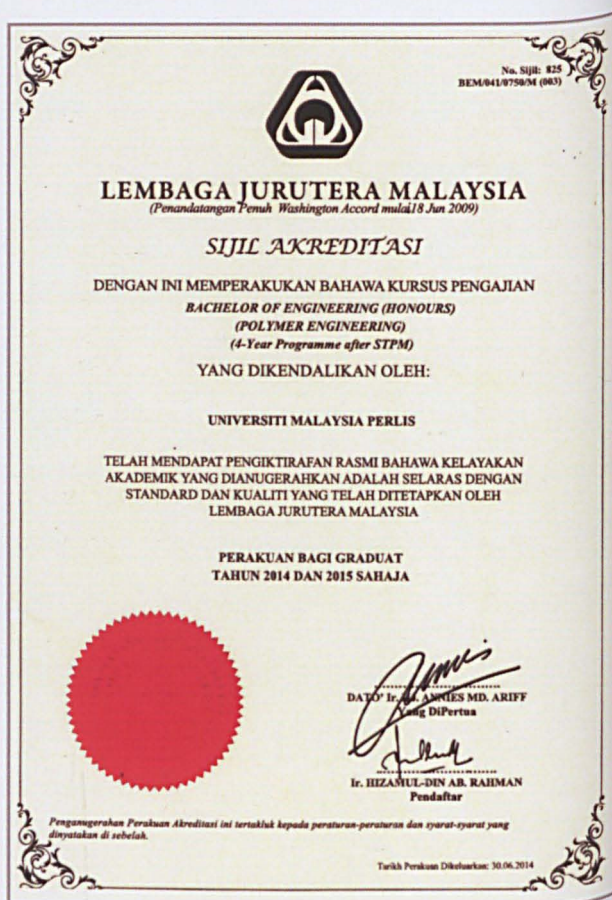 No. Sijil: 825
BEM/041/0750/M (003)
LEMBAGA JURUTERA MALAYSIA
(Penandatangan Penuh Washington Accord mulai18 Jun 2009)
SIJIL AKREDITASI
DENGAN INI MEMPERAKUKAN BAHAWA KURSUS PENGAJIAN
BACHELOR OF ENGINEERING (HONOURS)
(POLYMER ENGINEERING)
(4-Year Programme after STPM)
YANG DIKENDALIKAN OLEH:
UNIVERSITI MALAYSIA PERLIS
TELAH MENDAPAT PENGIKTIRAFAN RASMI BAHAWA KELAYAKAN
AKADEMIK YANG DIANUGERAHKAN ADALAH SELARAS DENGAN
STANDARD DAN KUALITI YANG TELAH DITETAPKAN OLEH
LEMBAGA JURUTERA MALAYSIA
PERAKUAN BAGI GRADUAT
TAHUN 2014 DAN 2015 SAHAJA
DATO' Ir. ANNIES MD. ARIFF
Yang DiPertua
Ir. HIZAMUL-DIN AB. RAHMAN
Pendaftar
Penganugerahan Perakuan Akreditasi ini tertakluk kepada peraturan-peraturan dan syarat-syarat yang
dinyatakan di sebelah.
Tarikh Perakuan Dikeluarkan: 30.06.2014